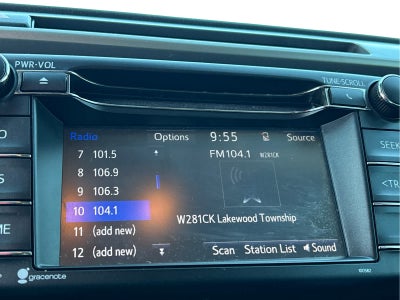 PWR·VOL
TUNE·SCROLL
Radio Options 9:55 Source
7 101.5
8 106.9
9 106.3
10 104.1
11 (add new)
12 (add new)
FM104.1 W281CK
W281CK Lakewood Township
Scan Station List Sound
SEEK
<TR
ME
gracenote